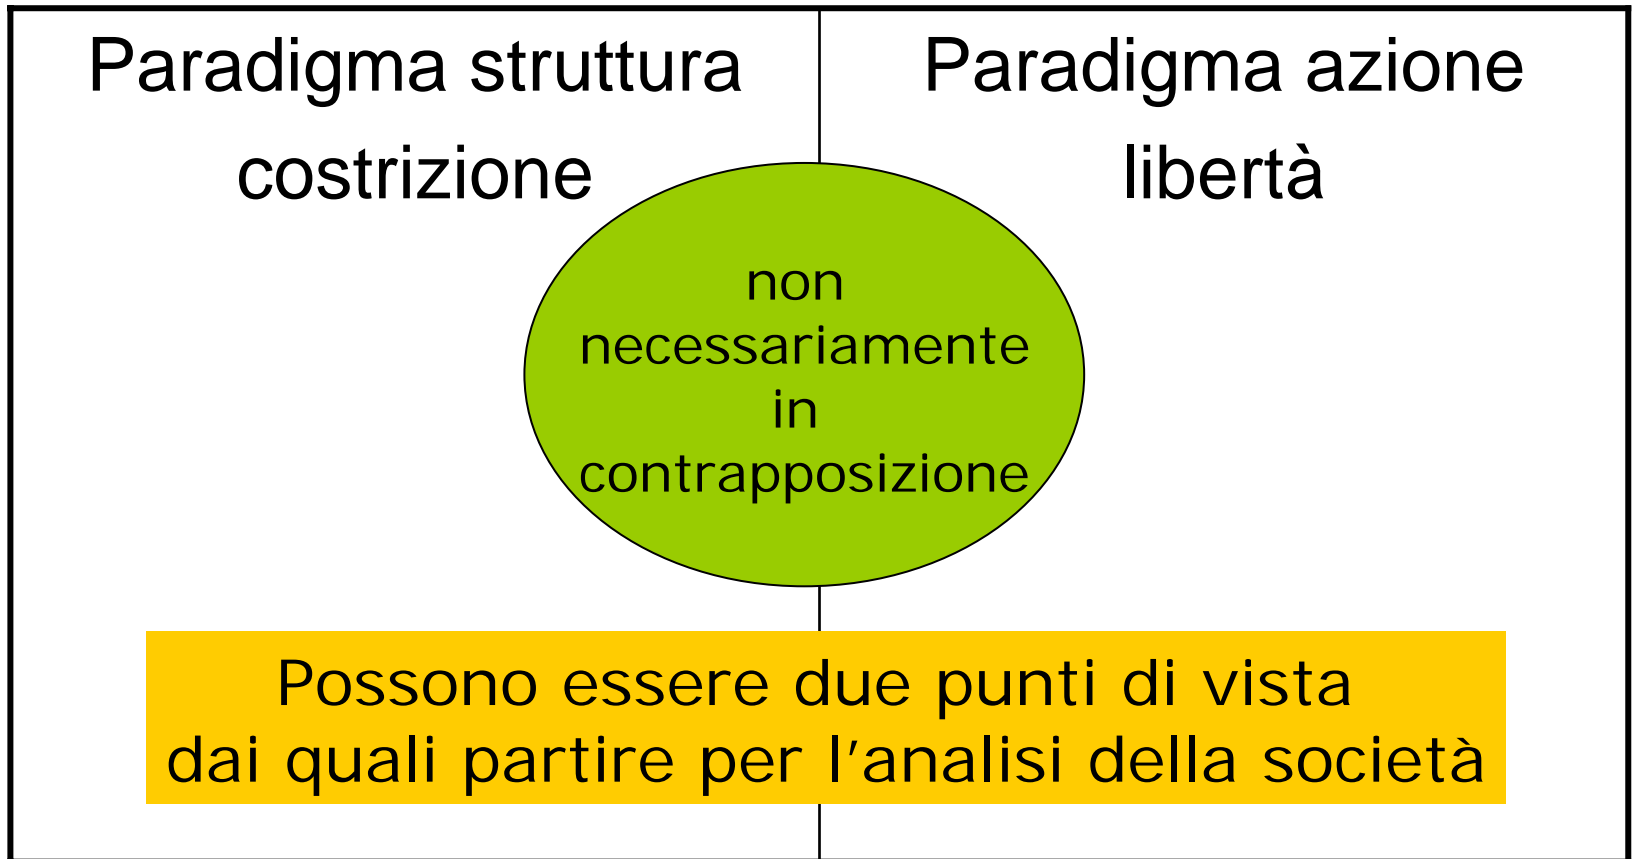 Paradigma struttura
costrizione
Paradigma azione
libertà
non
necessariamente
in
contrapposizione
Possono essere due punti di vista
dai quali partire per l’analisi della società